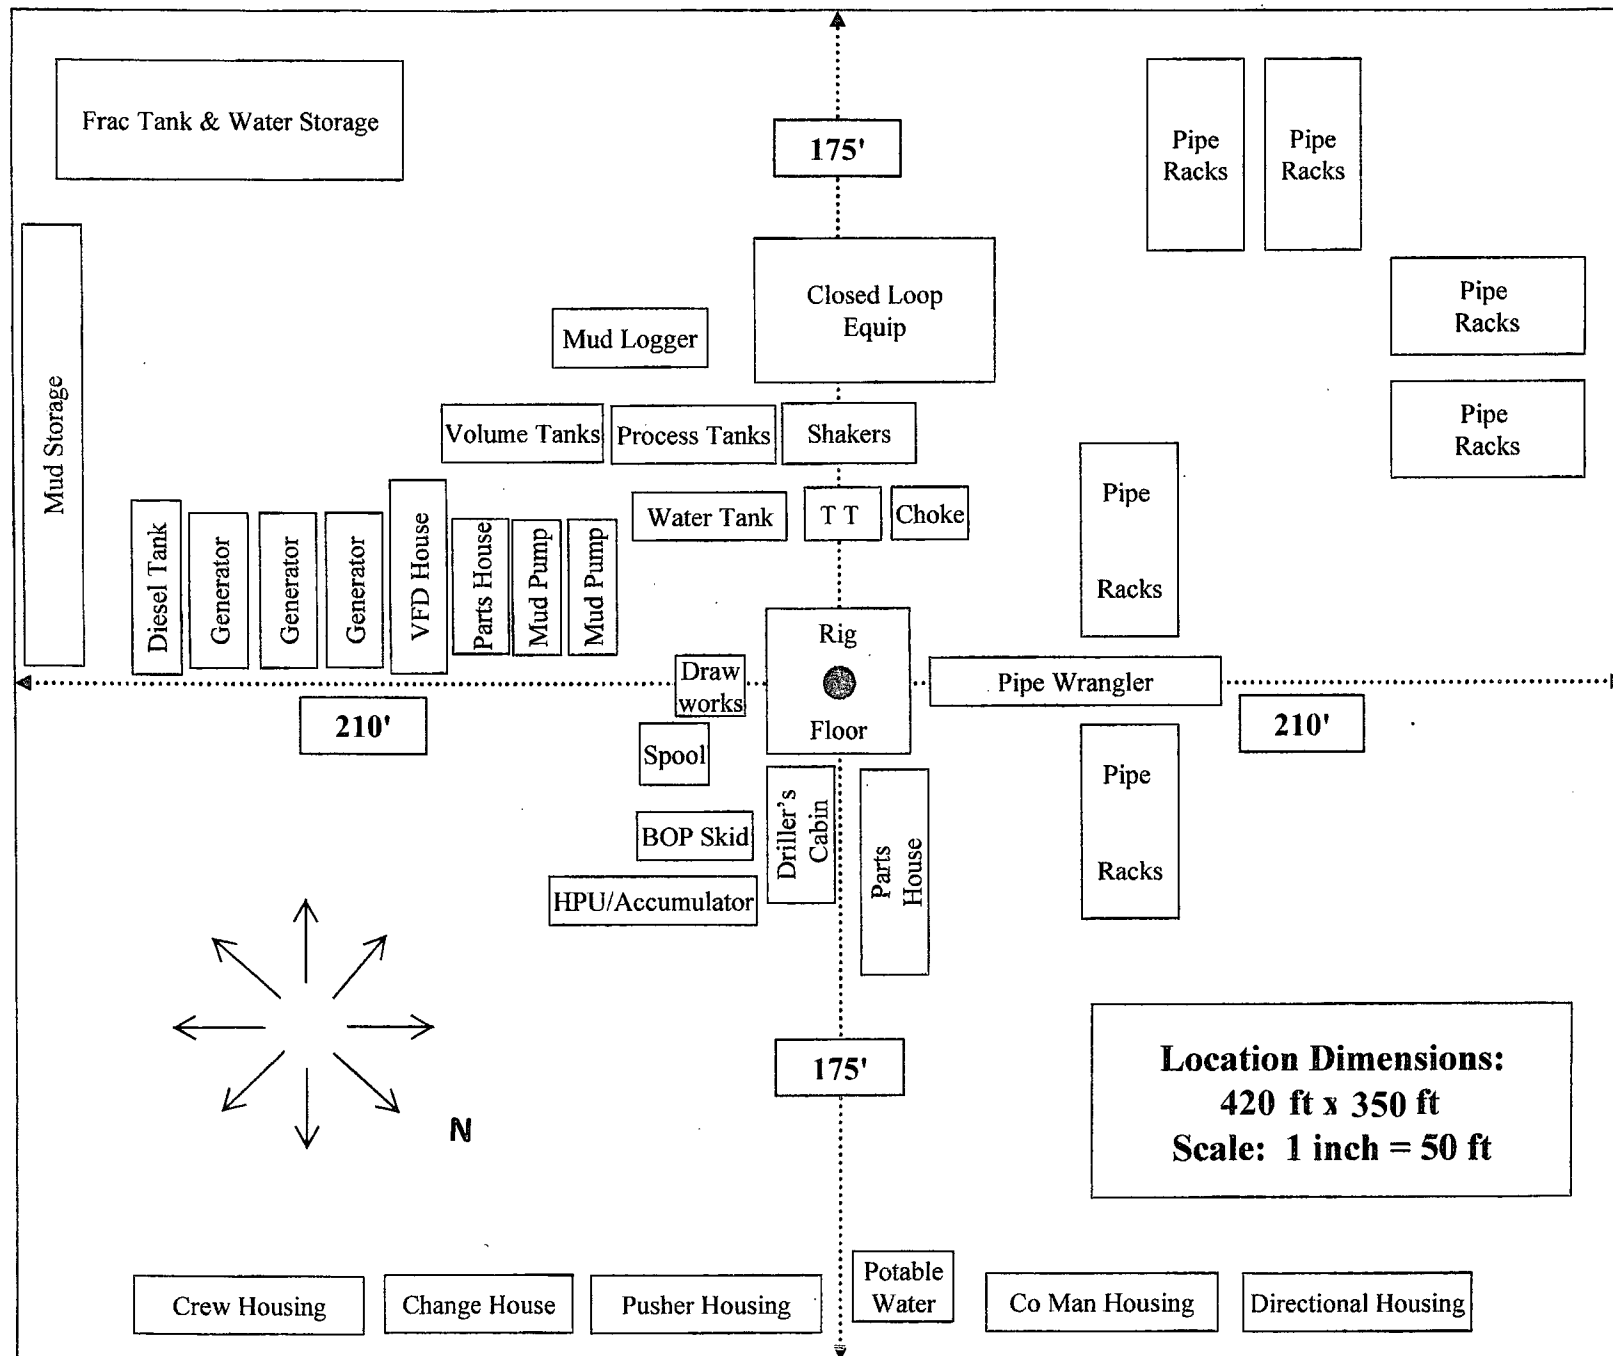 Frac Tank & Water Storage
175'
Pipe
Racks
Pipe
Racks
Closed Loop
Equip
Pipe
Racks
Mud Logger
Mud Storage
Volume Tanks
Process Tanks
Shakers
Pipe
Racks
Diesel Tank
Generator
Generator
Generator
VFD House
Parts House
Mud Pump
Mud Pump
Water Tank
T T
Choke
Pipe
Racks
Rig
Floor
Draw
works
Pipe Wrangler
210'
210'
Spool
Driller's
Cabin
Parts
House
Pipe
Racks
BOP Skid
HPU/Accumulator
N
175'
Location Dimensions:
420 ft x 350 ft
Scale: 1 inch = 50 ft
Crew Housing
Change House
Pusher Housing
Potable
Water
Co Man Housing
Directional Housing